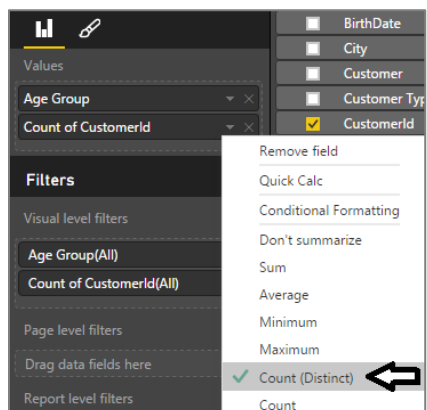 BirthDate
City
Values
Customer
Age Group
Customer Typ
Count of CustomerId
CustomerId
Remove field
Filters
Quick Calc
Visual level filters
Conditional Formatting
Don't summarize
Age Group(All)
Sum
Count of CustomerId(All)
Average
Minimum
Page level filters
Maximum
Drag data fields here
Count (Distinct)
Report level filters
Count